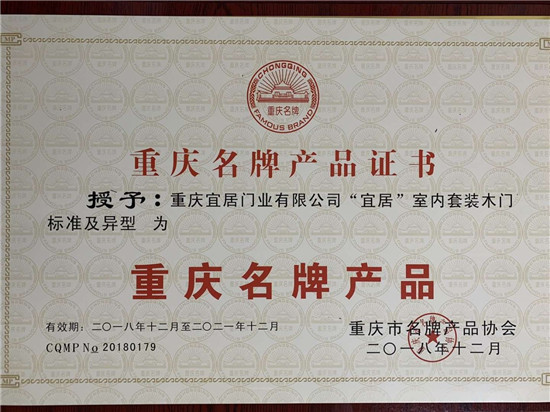 CHONGQING
重庆名牌
FAMOUS BRAND
重庆名牌产品证书
授予：重庆宜居门业有限公司“宜居”室内套装木门
标准及异型 为
重庆名牌产品
有效期：二〇一八年十二月至二〇二一年十二月
重庆市名牌产品协会
CQMP No 20180179
二〇一八年十二月